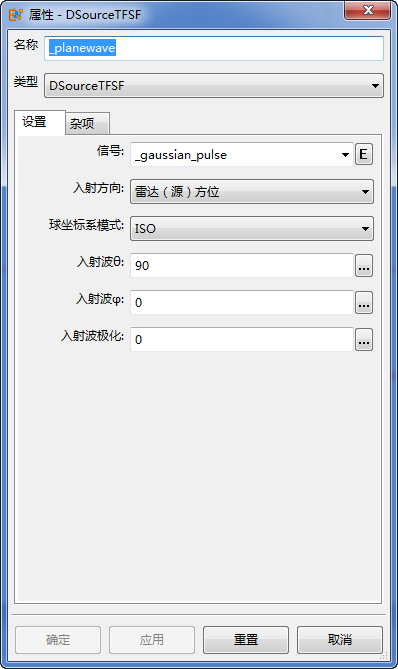 属性 - DSourceTFSF
名称 _planewave
类型 DSourceTFSF
设置 杂项
信号: _gaussian_pulse E
入射方向: 雷达（源）方位
球坐标系模式: ISO
入射波θ: 90 ...
入射波φ: 0 ...
入射波极化: 0 ...
确定 应用 重置 取消